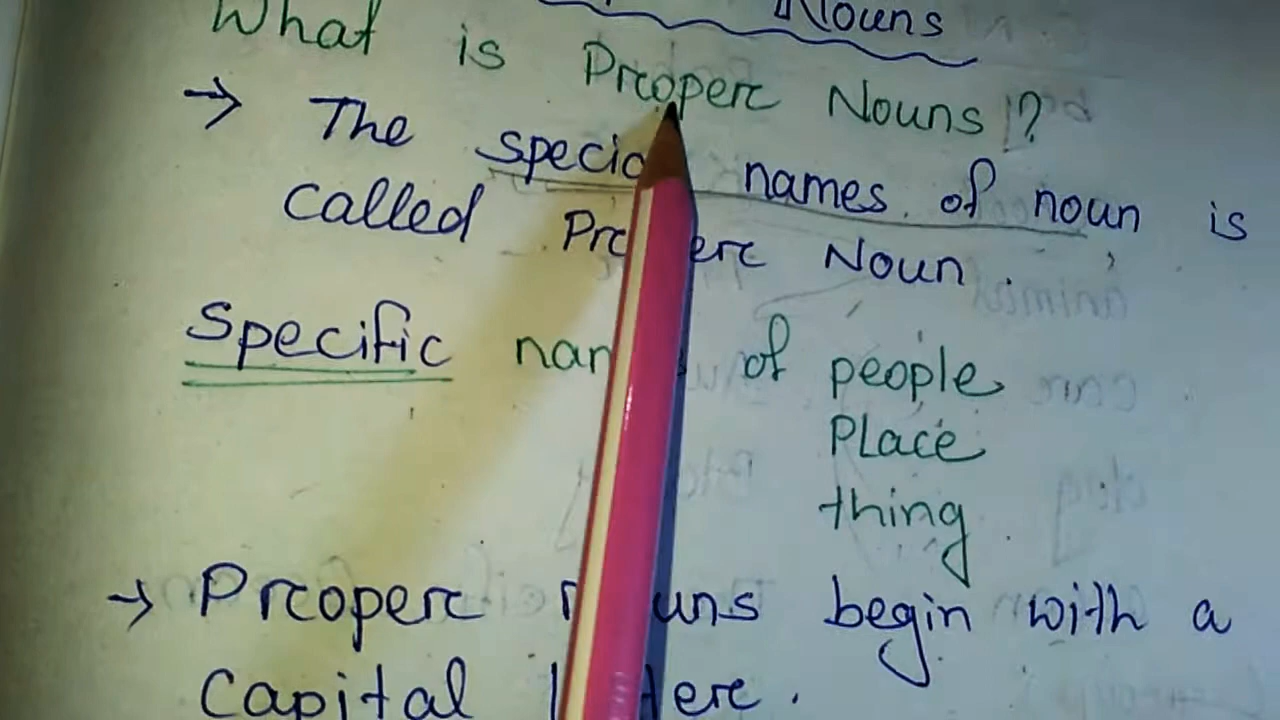 Nouns
What is Proper Nouns ?
→ The names of noun is
called Noun.
Specific of people
Place
thing
→ Proper begin with a
Capital .